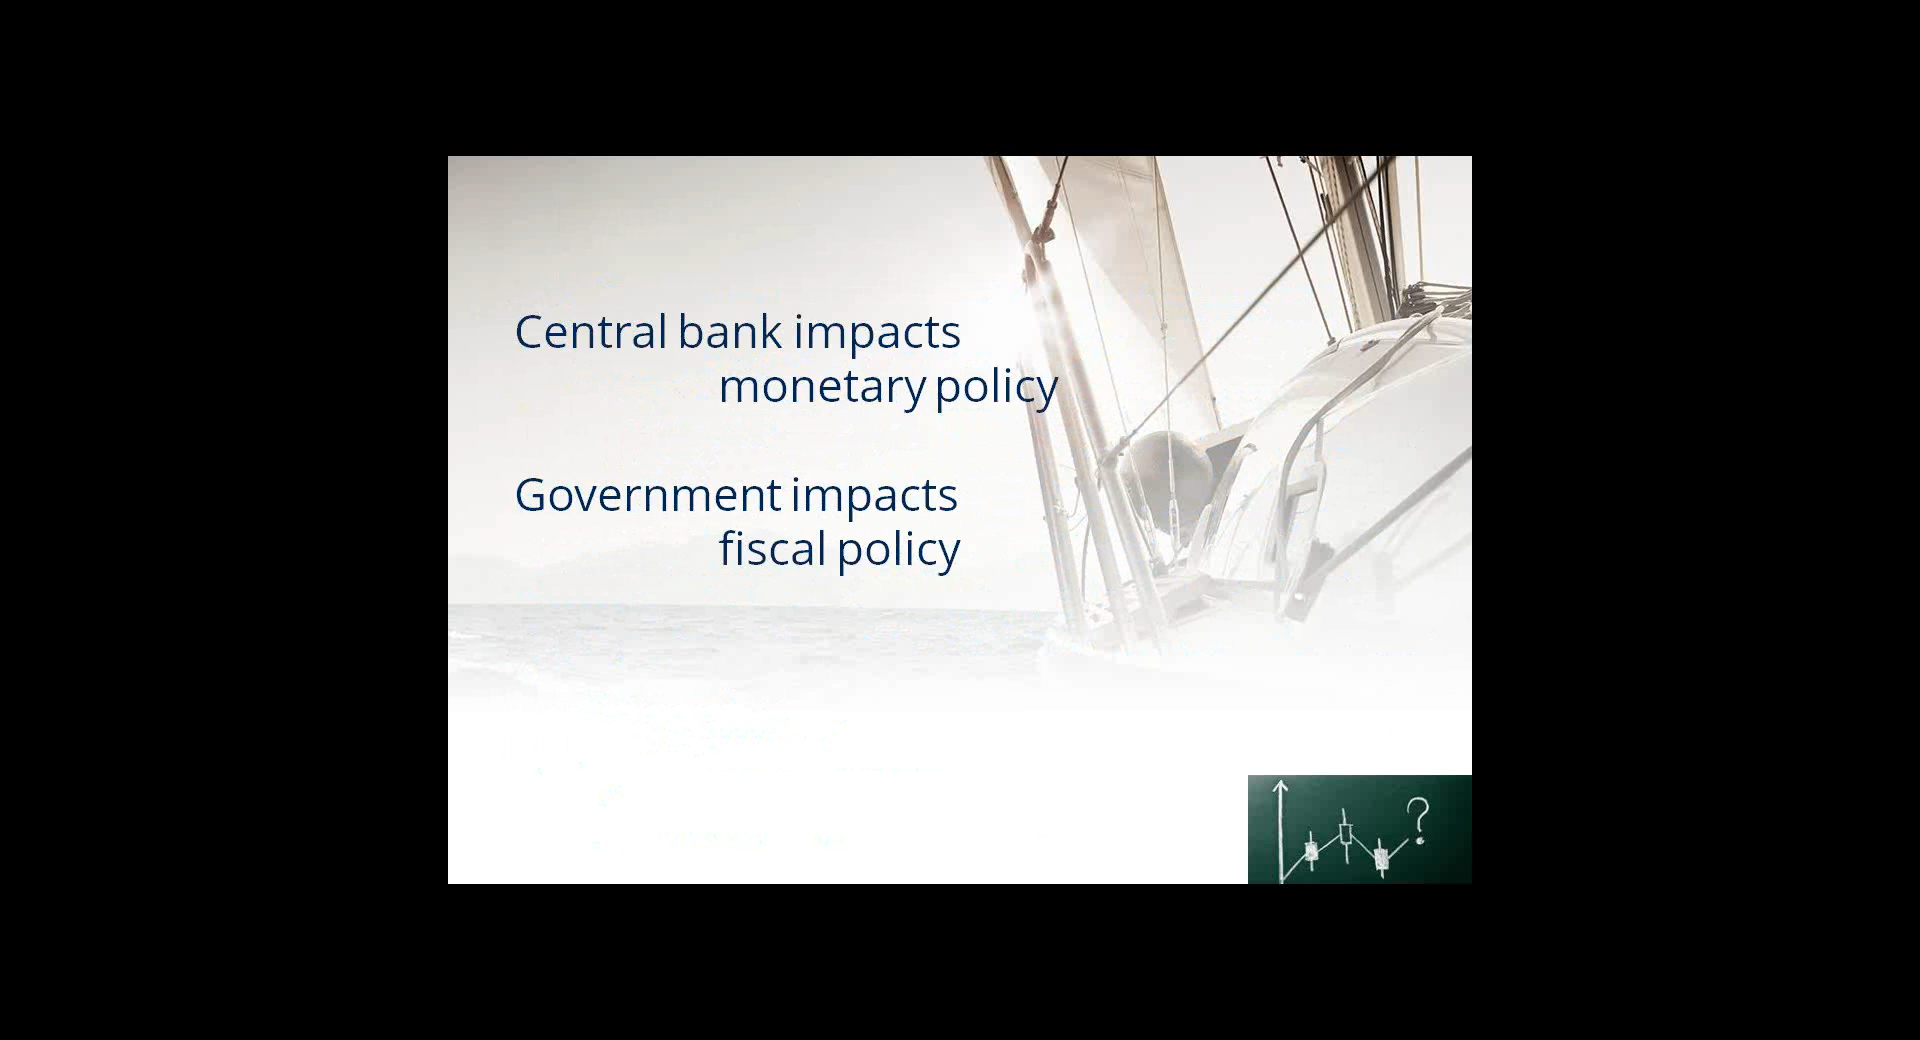 Central bank impacts
monetary policy
Government impacts
fiscal policy
?